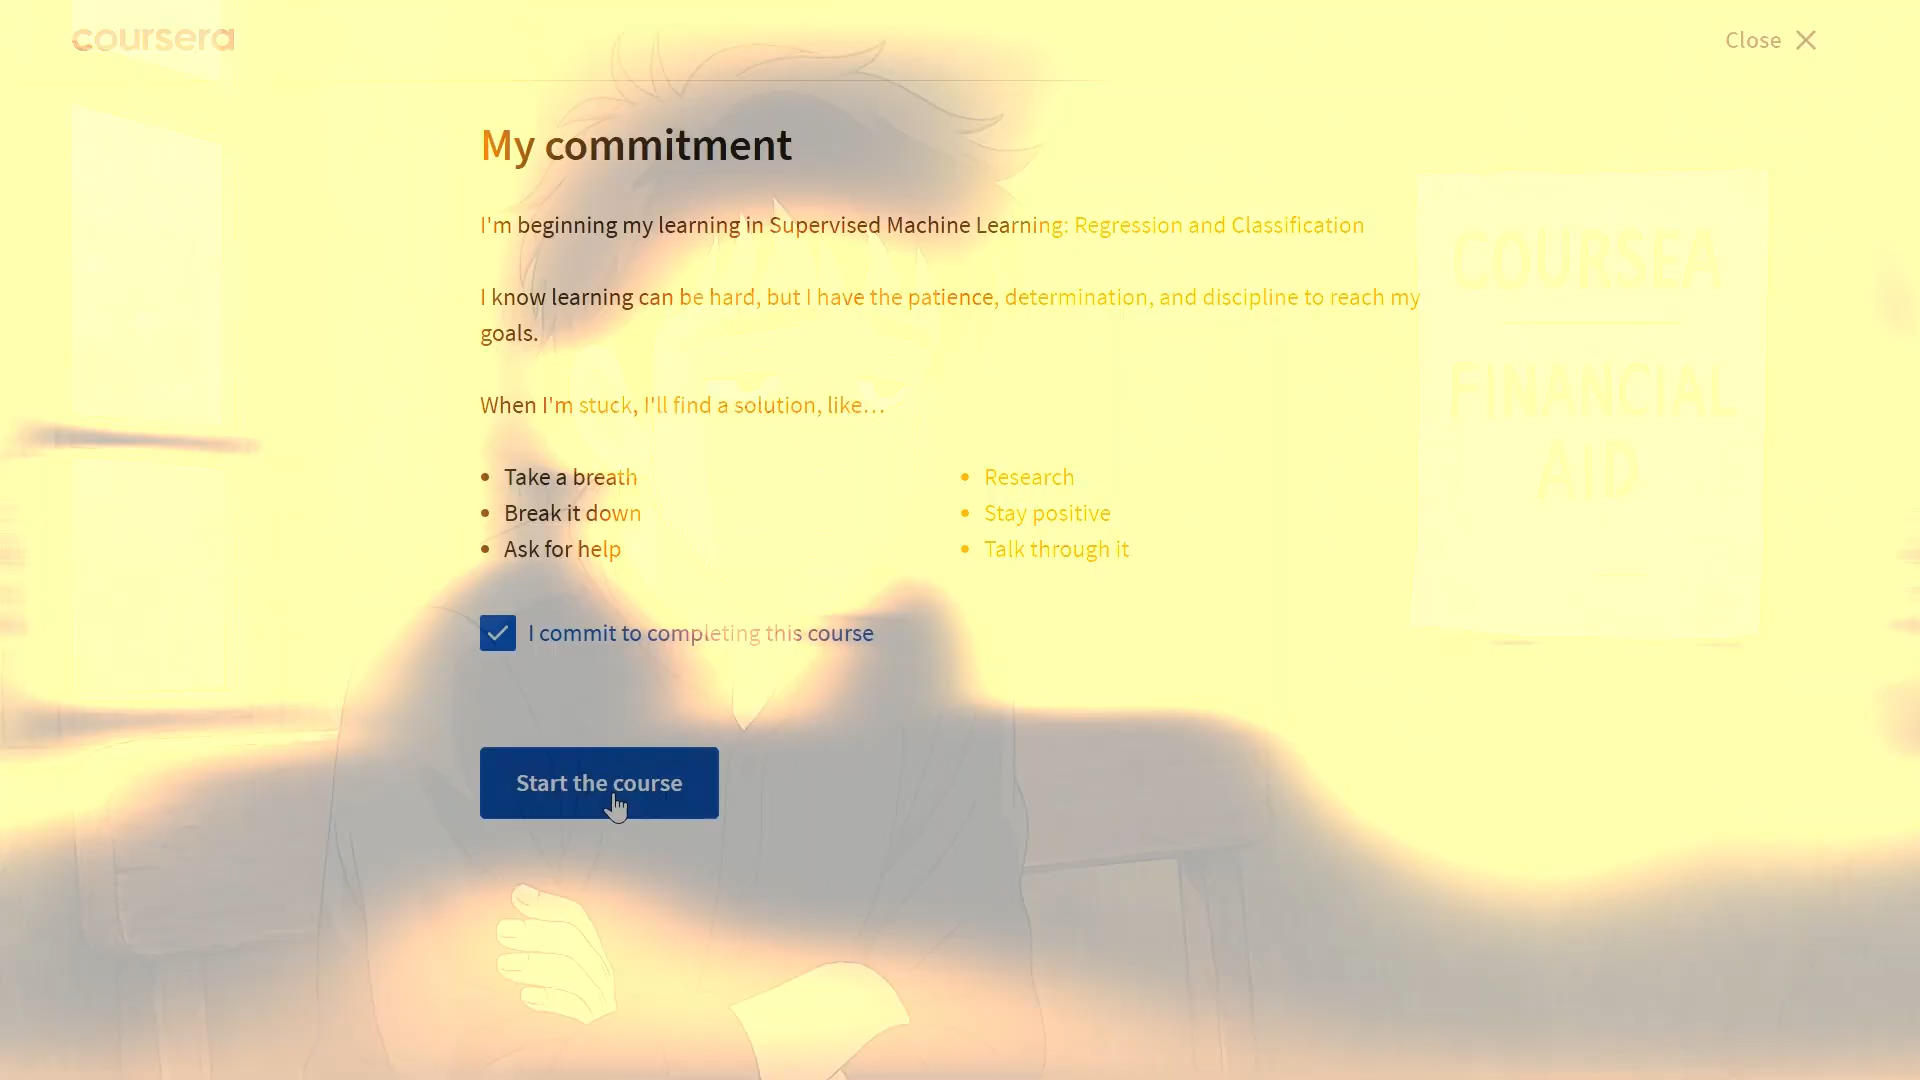 coursera
Close
My commitment
I'm beginning my learning in Supervised Machine Learning: Regression and Classification
I know learning can be hard, but I have the patience, determination, and discipline to reach my
goals.
When I'm stuck, I'll find a solution, like…
• Take a breath
• Break it down
• Ask for help
• Research
• Stay positive
• Talk through it
I commit to completing this course
Start the course
COURSEA
FINANCIAL
AID